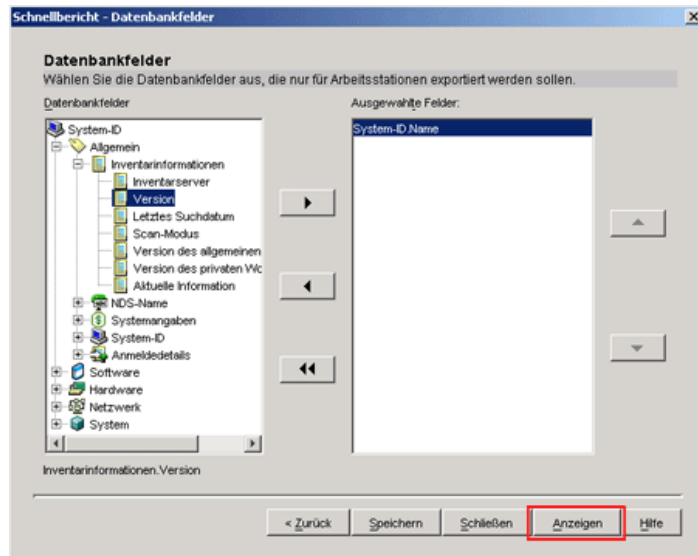 Schnellbericht - Datenbankfelder
Datenbankfelder
Wählen Sie die Datenbankfelder aus, die nur für Arbeitsstationen exportiert werden sollen.
Datenbankfelder
Ausgewählte Felder:
System-ID
Allgemein
Inventarinformationen
Inventarserver
Version
Letztes Suchdatum
Scan-Modus
Version des allgemeinen
Version des privaten Wc
Aktuelle Information
NDS-Name
Systemangaben
System-ID
Anmeldedetails
Software
Hardware
Netzwerk
System
System-ID.Name
Inventarinformationen.Version
< Zurück
Speichern
Schließen
Anzeigen
Hilfe